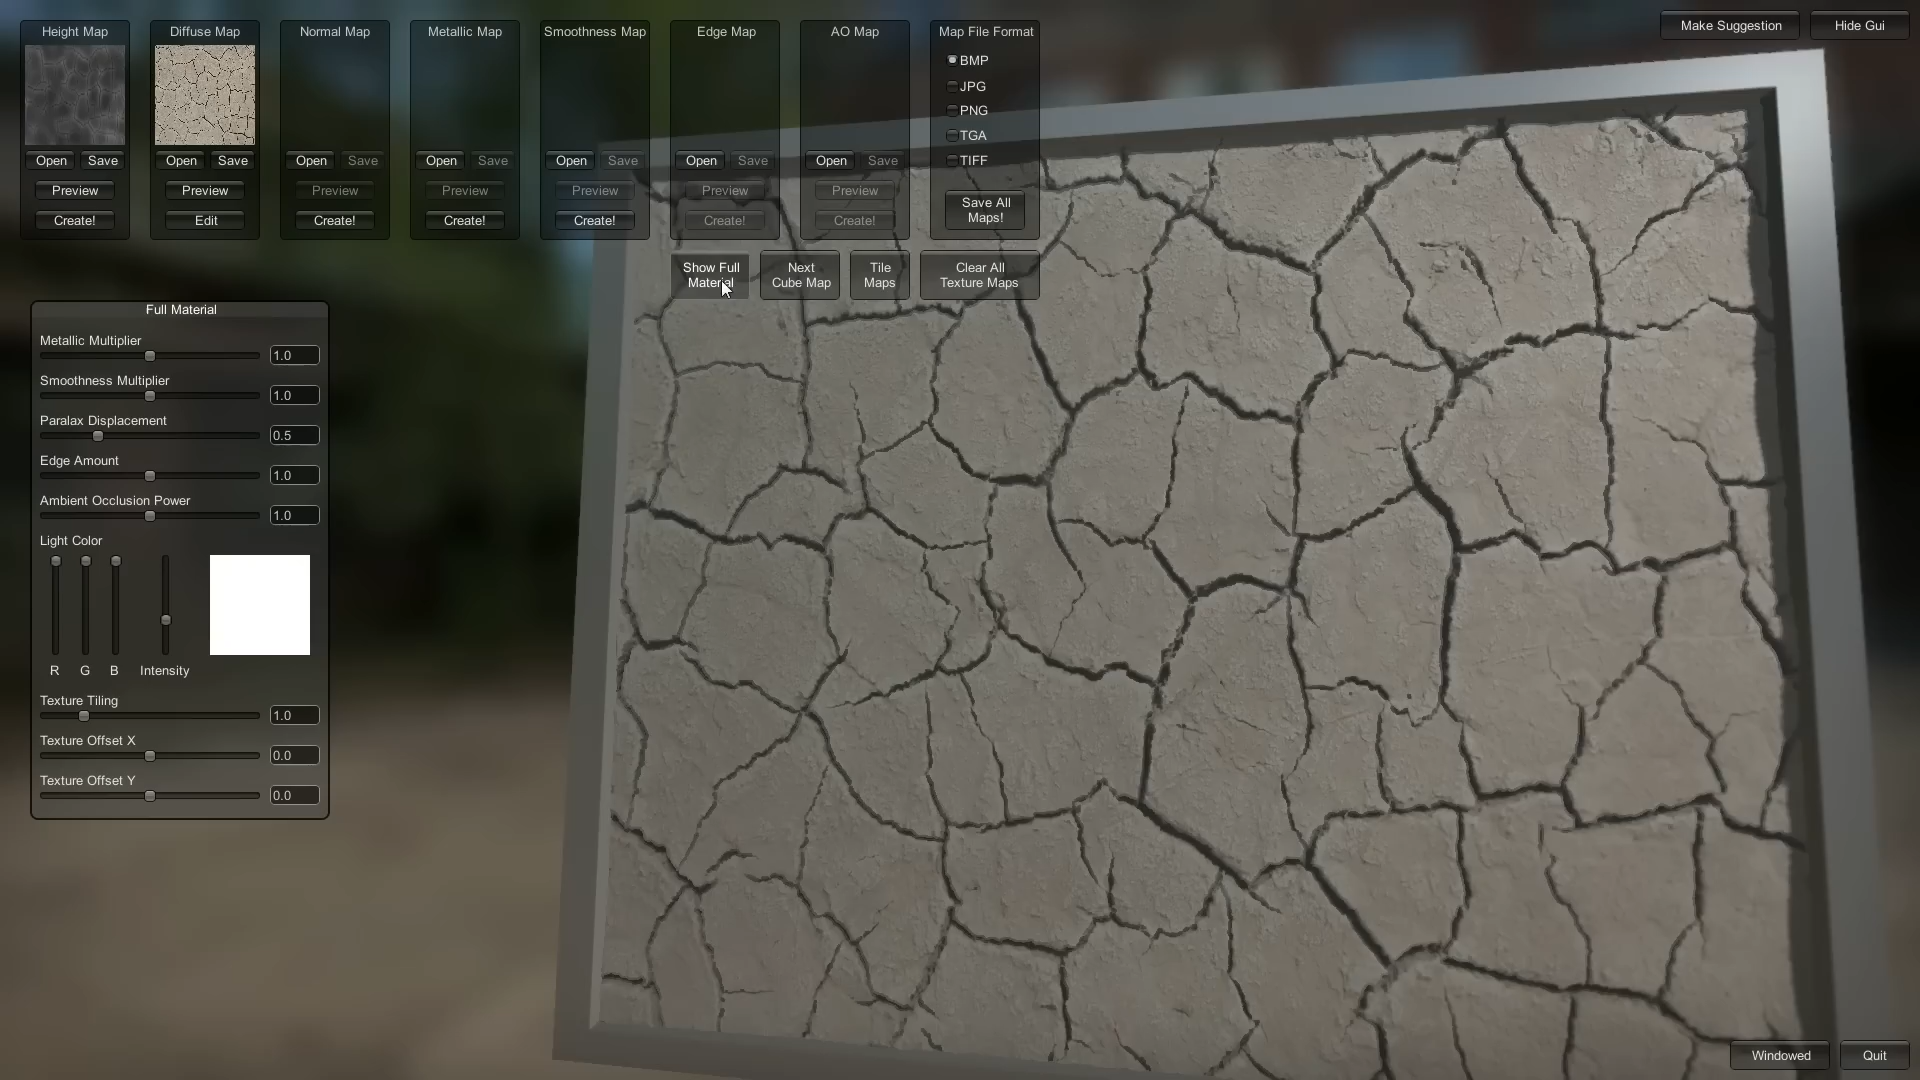 Height Map
Diffuse Map
Normal Map
Metallic Map
Smoothness Map
Edge Map
AO Map
Map File Format
Make Suggestion
Hide Gui
BMP
JPG
PNG
TGA
TIFF
Open Save
Open Save
Open Save
Open Save
Open Save
Open Save
Open Save
Preview
Preview
Preview
Preview
Preview
Preview
Preview
Save All
Maps!
Create!
Edit
Create!
Create!
Create!
Create!
Create!
Show Full
Material
Next
Cube Map
Tile
Maps
Clear All
Texture Maps
Full Material
Metallic Multiplier
1.0
Smoothness Multiplier
1.0
Paralax Displacement
0.5
Edge Amount
1.0
Ambient Occlusion Power
1.0
Light Color
R G B Intensity
Texture Tiling
1.0
Texture Offset X
0.0
Texture Offset Y
0.0
Windowed
Quit